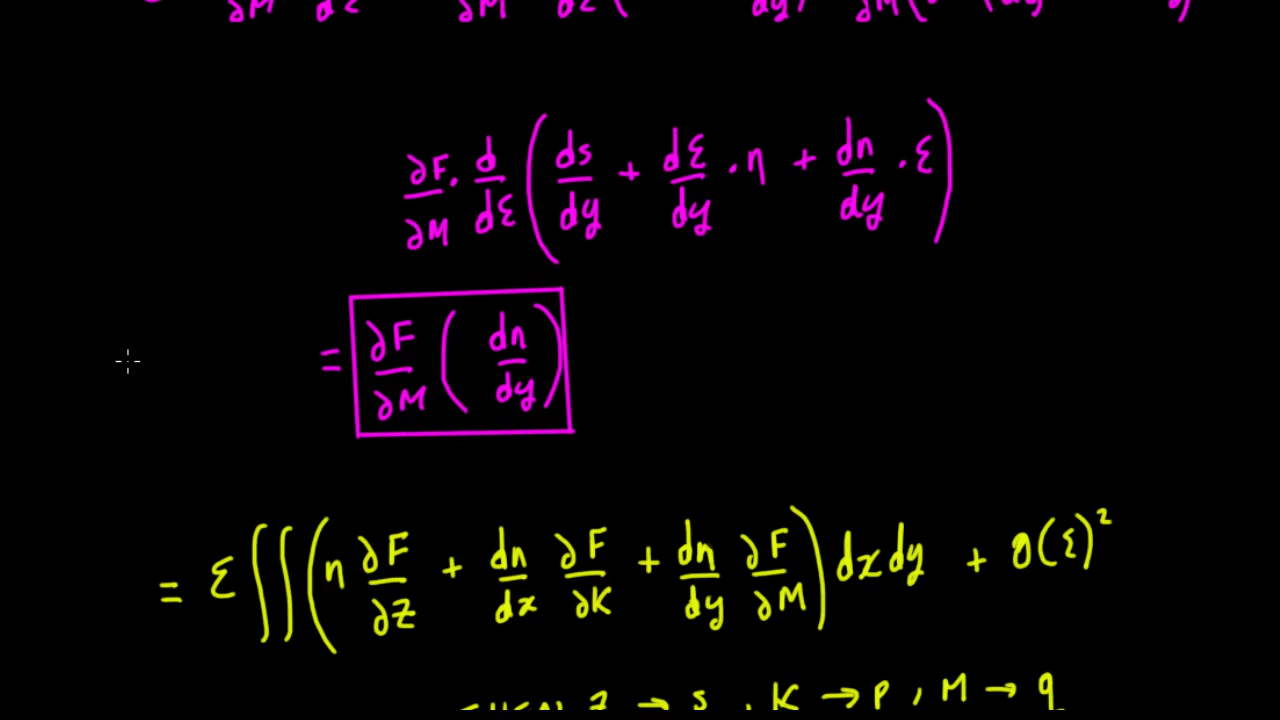 ∂F/∂M · d/dε ( ds/dy + dε/dy · η + dη/dy · ε )
= ∂F/∂M ( dη/dy )
= ε ∫∫ ( η ∂F/∂Z + dη/dx ∂F/∂K + dη/dy ∂F/∂M ) dx dy + O(ε)²
Z → s , K → p , M → q